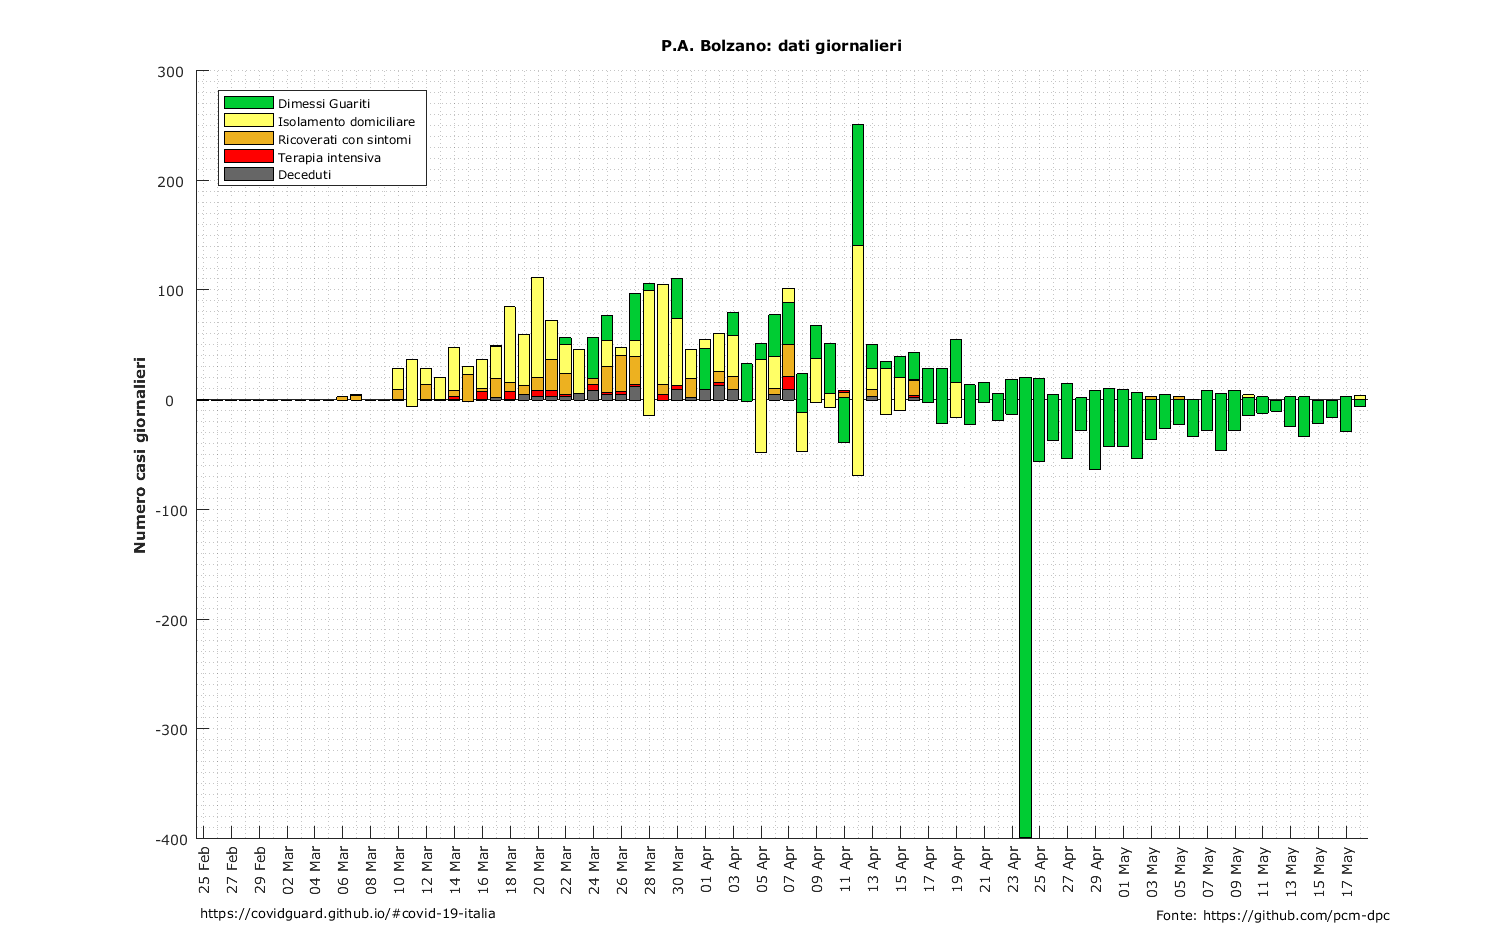 P.A. Bolzano: dati giornalieri
300
200
100
0
-100
-200
-300
-400
Numero casi giornalieri
Dimessi Guariti
Isolamento domiciliare
Ricoverati con sintomi
Terapia intensiva
Deceduti
25 Feb
27 Feb
29 Feb
02 Mar
04 Mar
06 Mar
08 Mar
10 Mar
12 Mar
14 Mar
16 Mar
18 Mar
20 Mar
22 Mar
24 Mar
26 Mar
28 Mar
30 Mar
01 Apr
03 Apr
05 Apr
07 Apr
09 Apr
11 Apr
13 Apr
15 Apr
17 Apr
19 Apr
21 Apr
23 Apr
25 Apr
27 Apr
29 Apr
01 May
03 May
05 May
07 May
09 May
11 May
13 May
15 May
17 May
https://covidguard.github.io/#covid-19-italia
Fonte: https://github.com/pcm-dpc